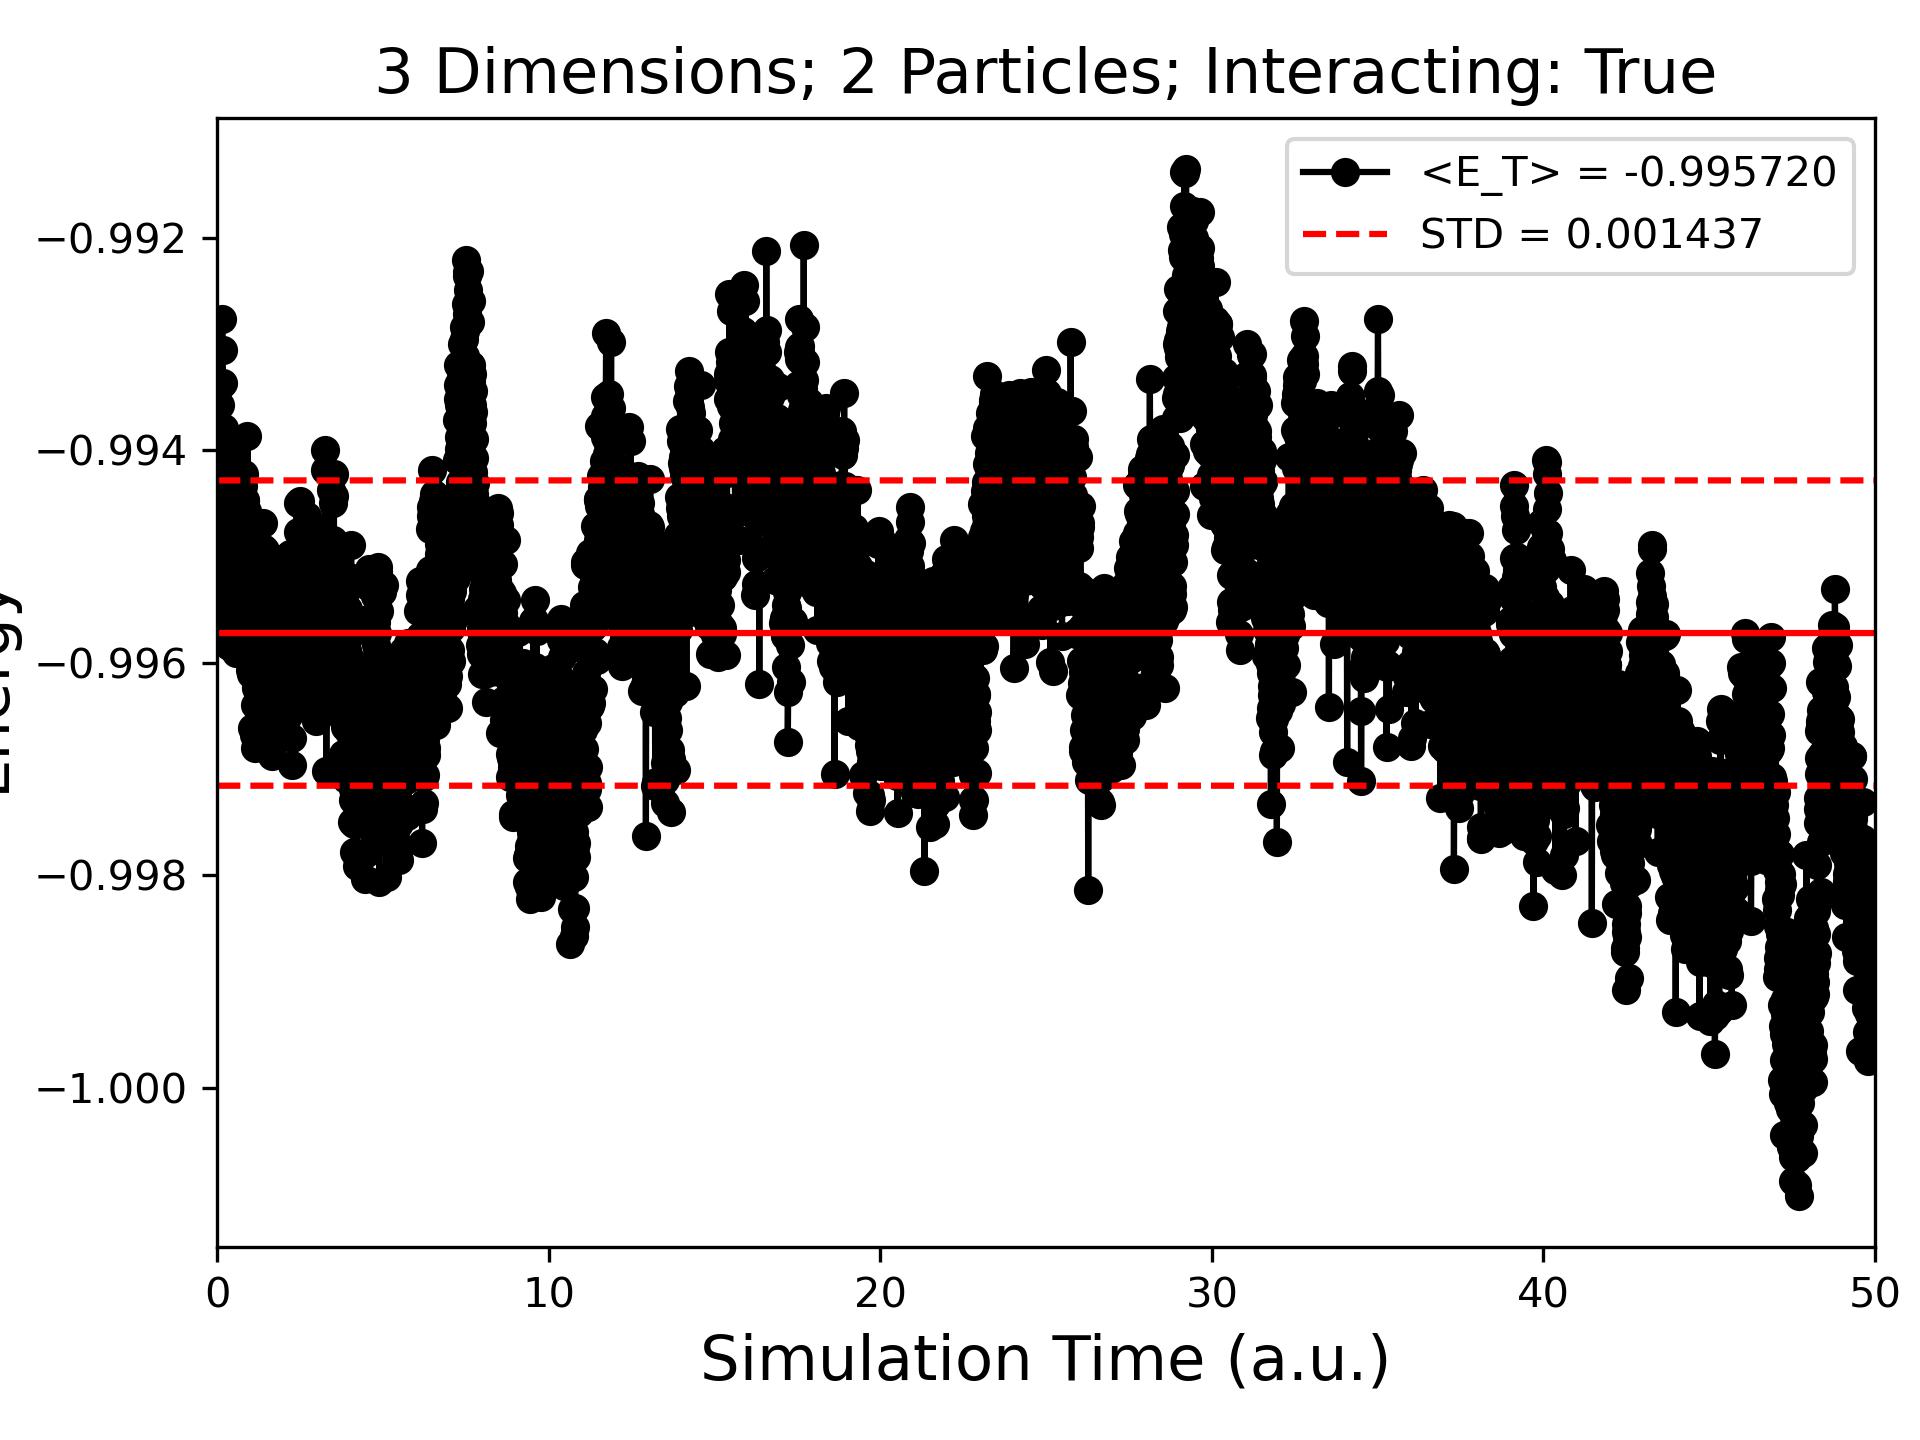 3 Dimensions; 2 Particles; Interacting: True
<E_T> = -0.995720
STD = 0.001437
Energy
−0.992
−0.994
−0.996
−0.998
−1.000
0 10 20 30 40 50
Simulation Time (a.u.)